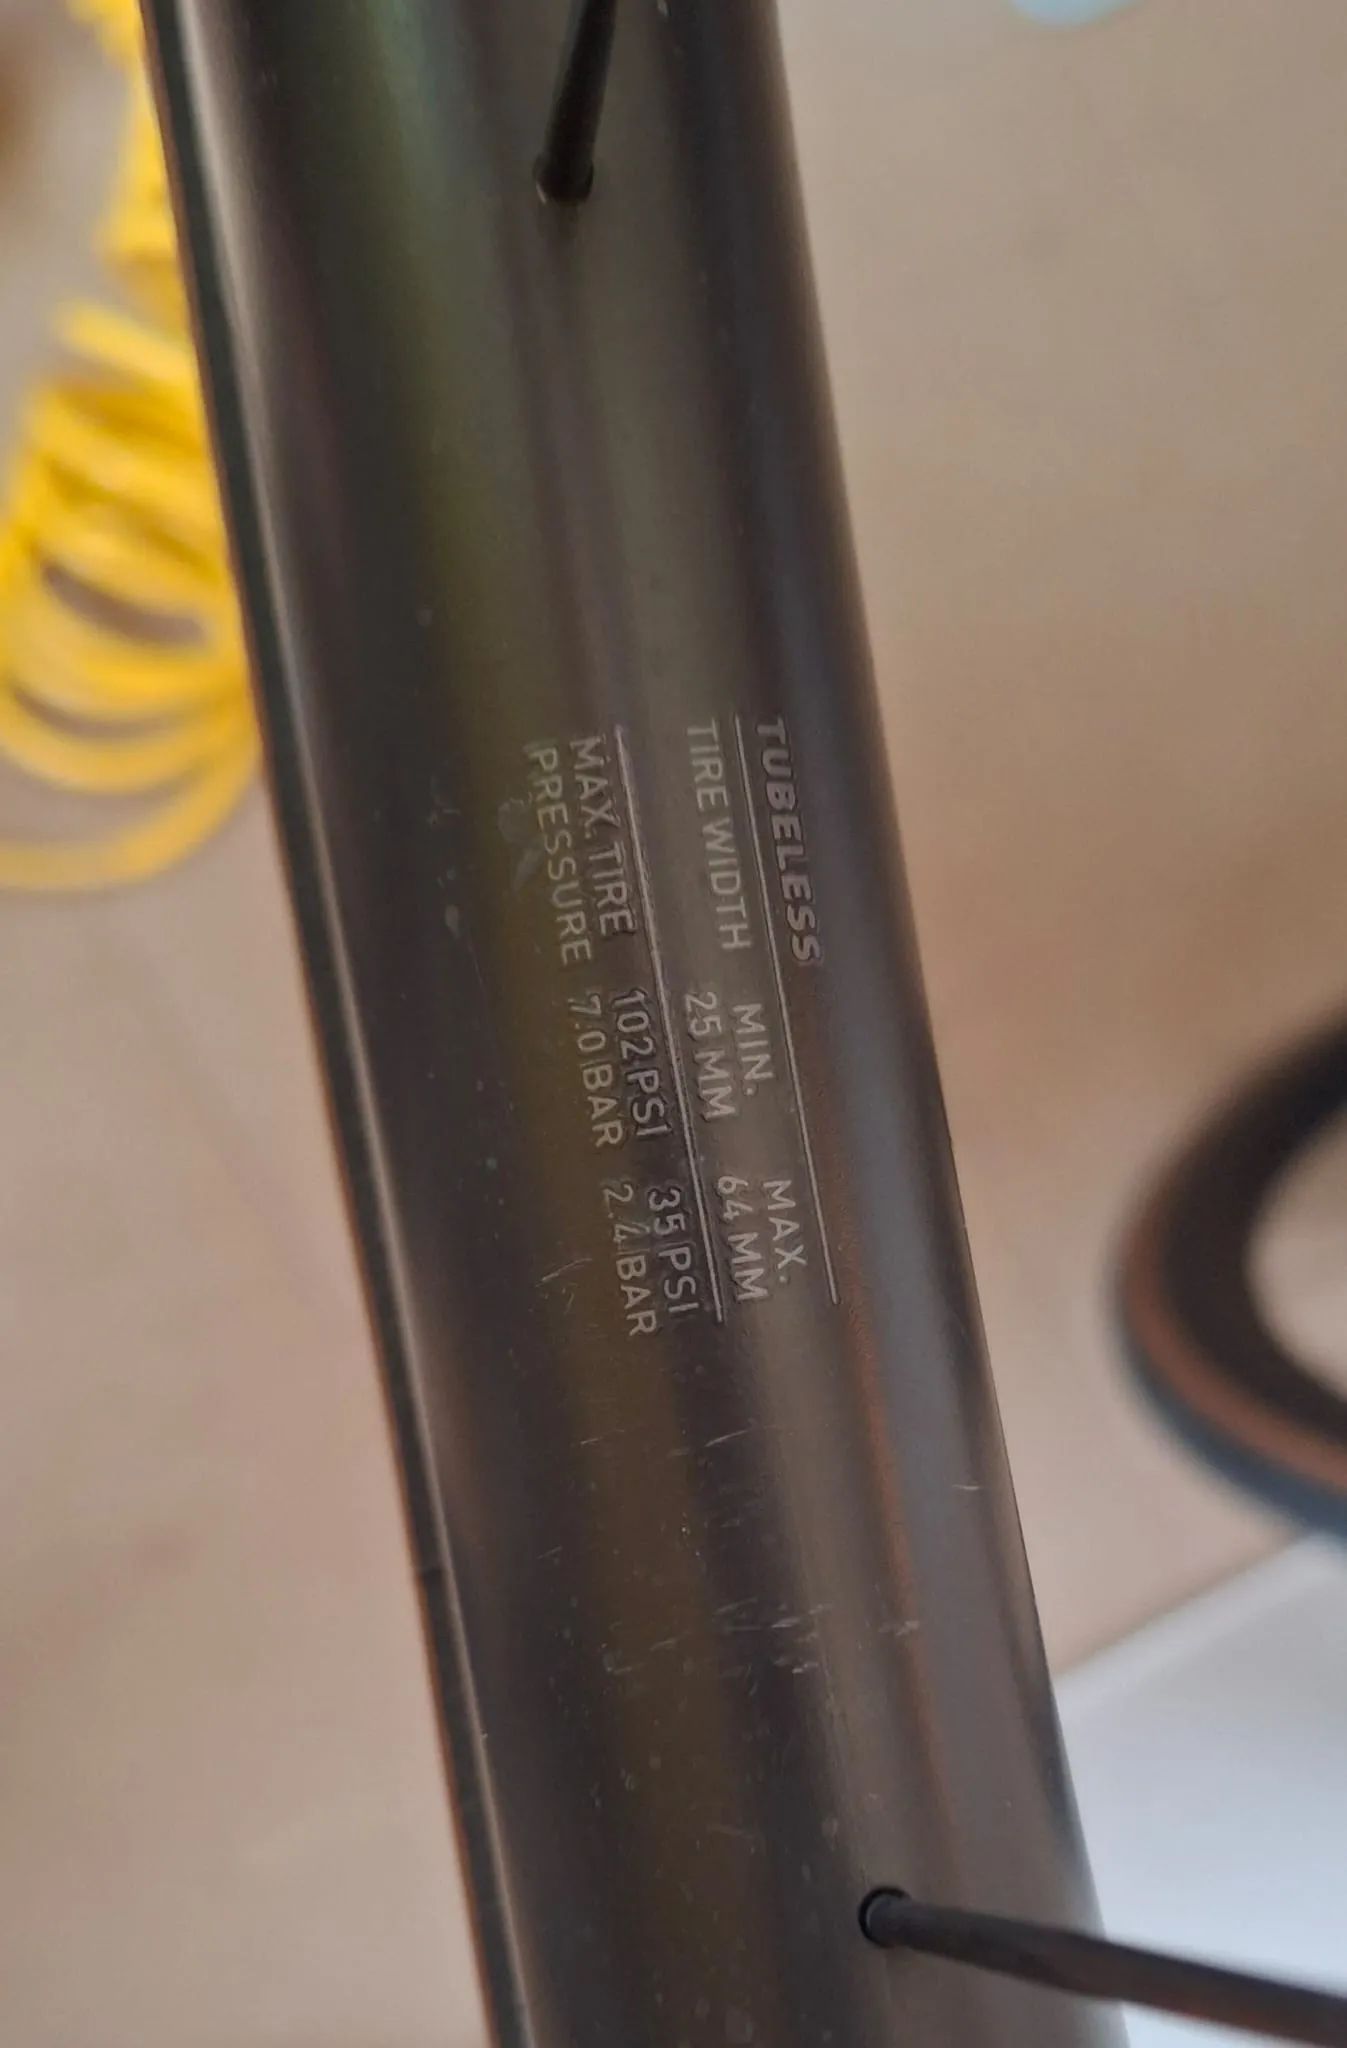 TUBELESS
MIN. MAX.
TIRE WIDTH 25 MM 64 MM
MAX. TIRE 102 PSI 35 PSI
PRESSURE 7.0 BAR 2.4 BAR